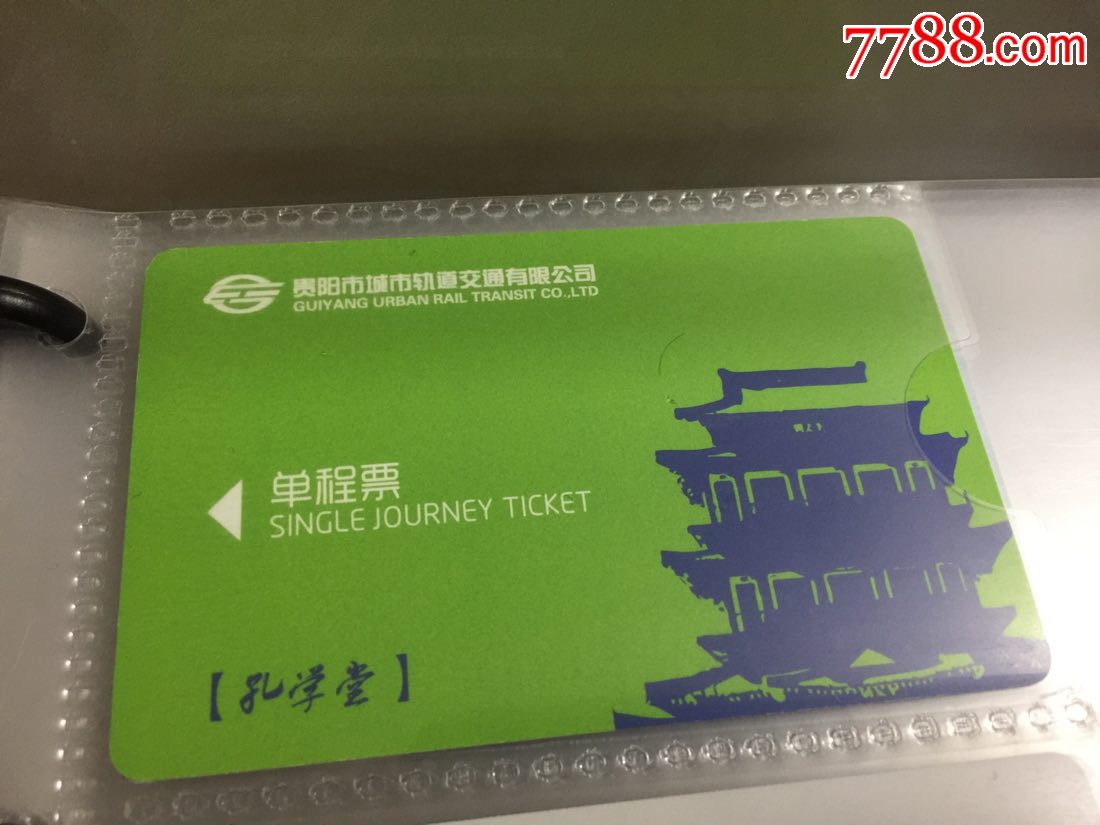 7788.com
贵阳市城市轨道交通有限公司
GUIYANG URBAN RAIL TRANSIT CO.,LTD
单程票
SINGLE JOURNEY TICKET
【孔学堂】